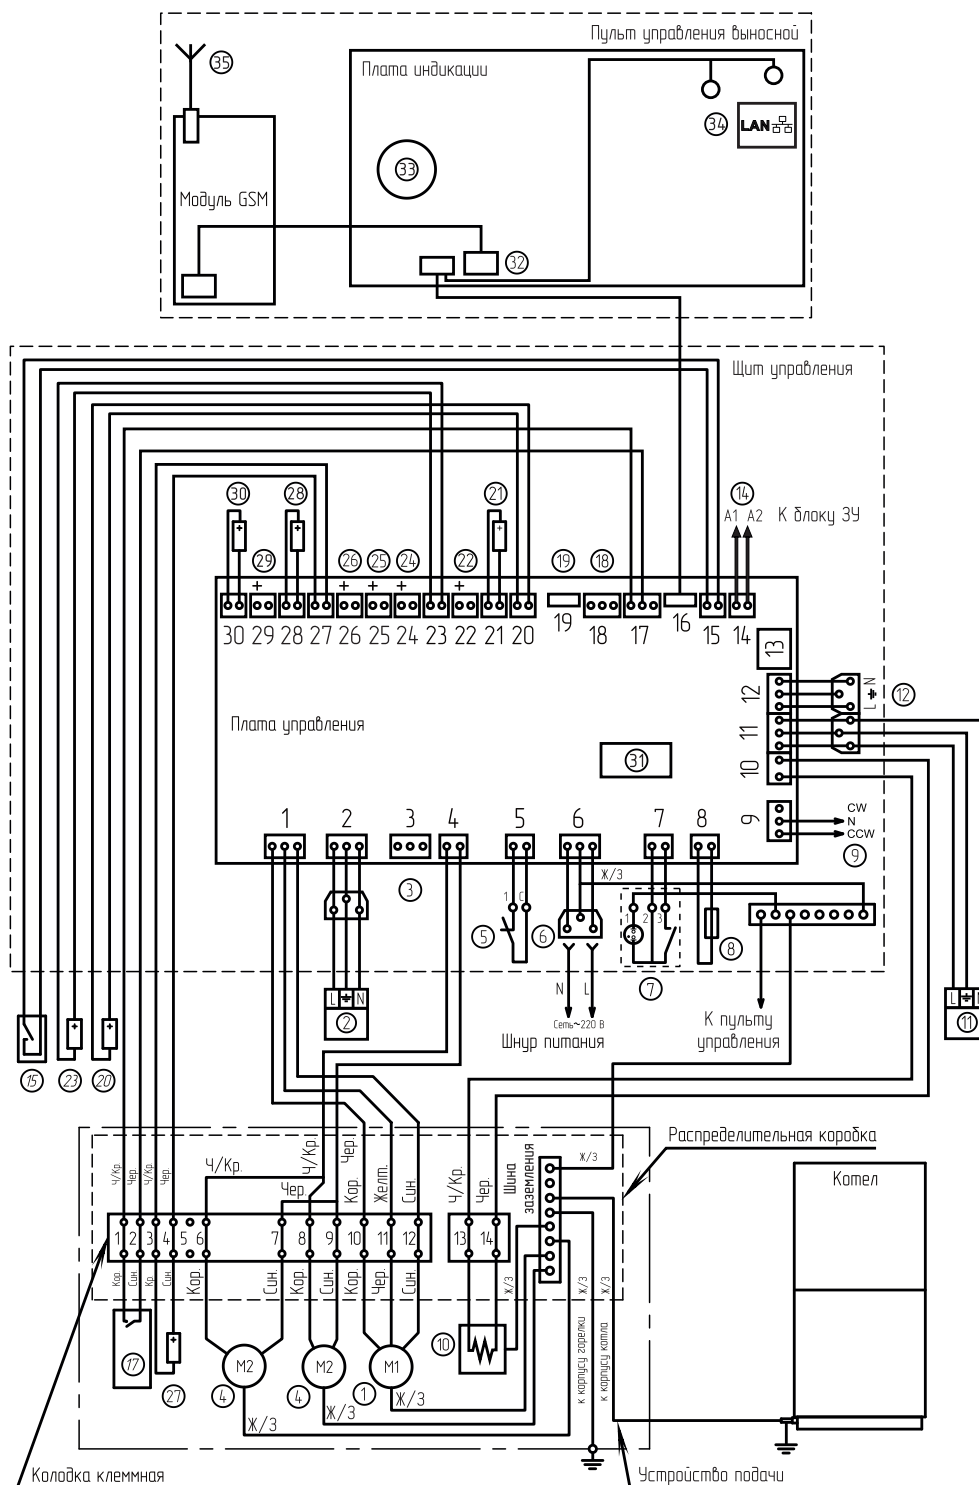 Пульт управления выносной
35
Плата индикации
34
LAN
33
Модуль GSM
32
Щит управления
30
28
21
14
A1 A2
К блоку ЗУ
29
26
25
24
22
19
18
+
+
+
+
+
+
+
+
30 29 28 27 26 25 24 23 22 21 20 19 18 17 16 15 14
13
12
N
L
12
Плата управления
11
31
10
1 2 3 4 5 6 7 8
9
CW
N
CCW
9
3
Ж/З
1 С
1 2 3
5
6
8
7
N L
L N
2
Сеть~220 В
Шнур питания
К пульту
управления
L
11
+
+
15
23
20
Распределительная коробка
Котел
Ч/Кр.
Чер.
Ч/Кр.
Чер.
Ч/Кр.
Чер.
Ч/Кр.
Чер.
Кор.
Желт.
Син.
Ч/Кр.
Чер.
Шина
заземления
Ж/З
1 2 3 4 5 6 7 8 9 10 11 12 13 14
Кор.
Син.
Кр.
Син.
Кор.
Син.
Кор.
Син.
Кор.
Чер.
Син.
Ж/З
Ж/З
Ж/З
17
+
27
М2
4
М2
4
М1
1
10
к корпусу горелки
к корпусу котла
Ж/З
Ж/З
Ж/З
Колодка клеммная
Устройство подачи